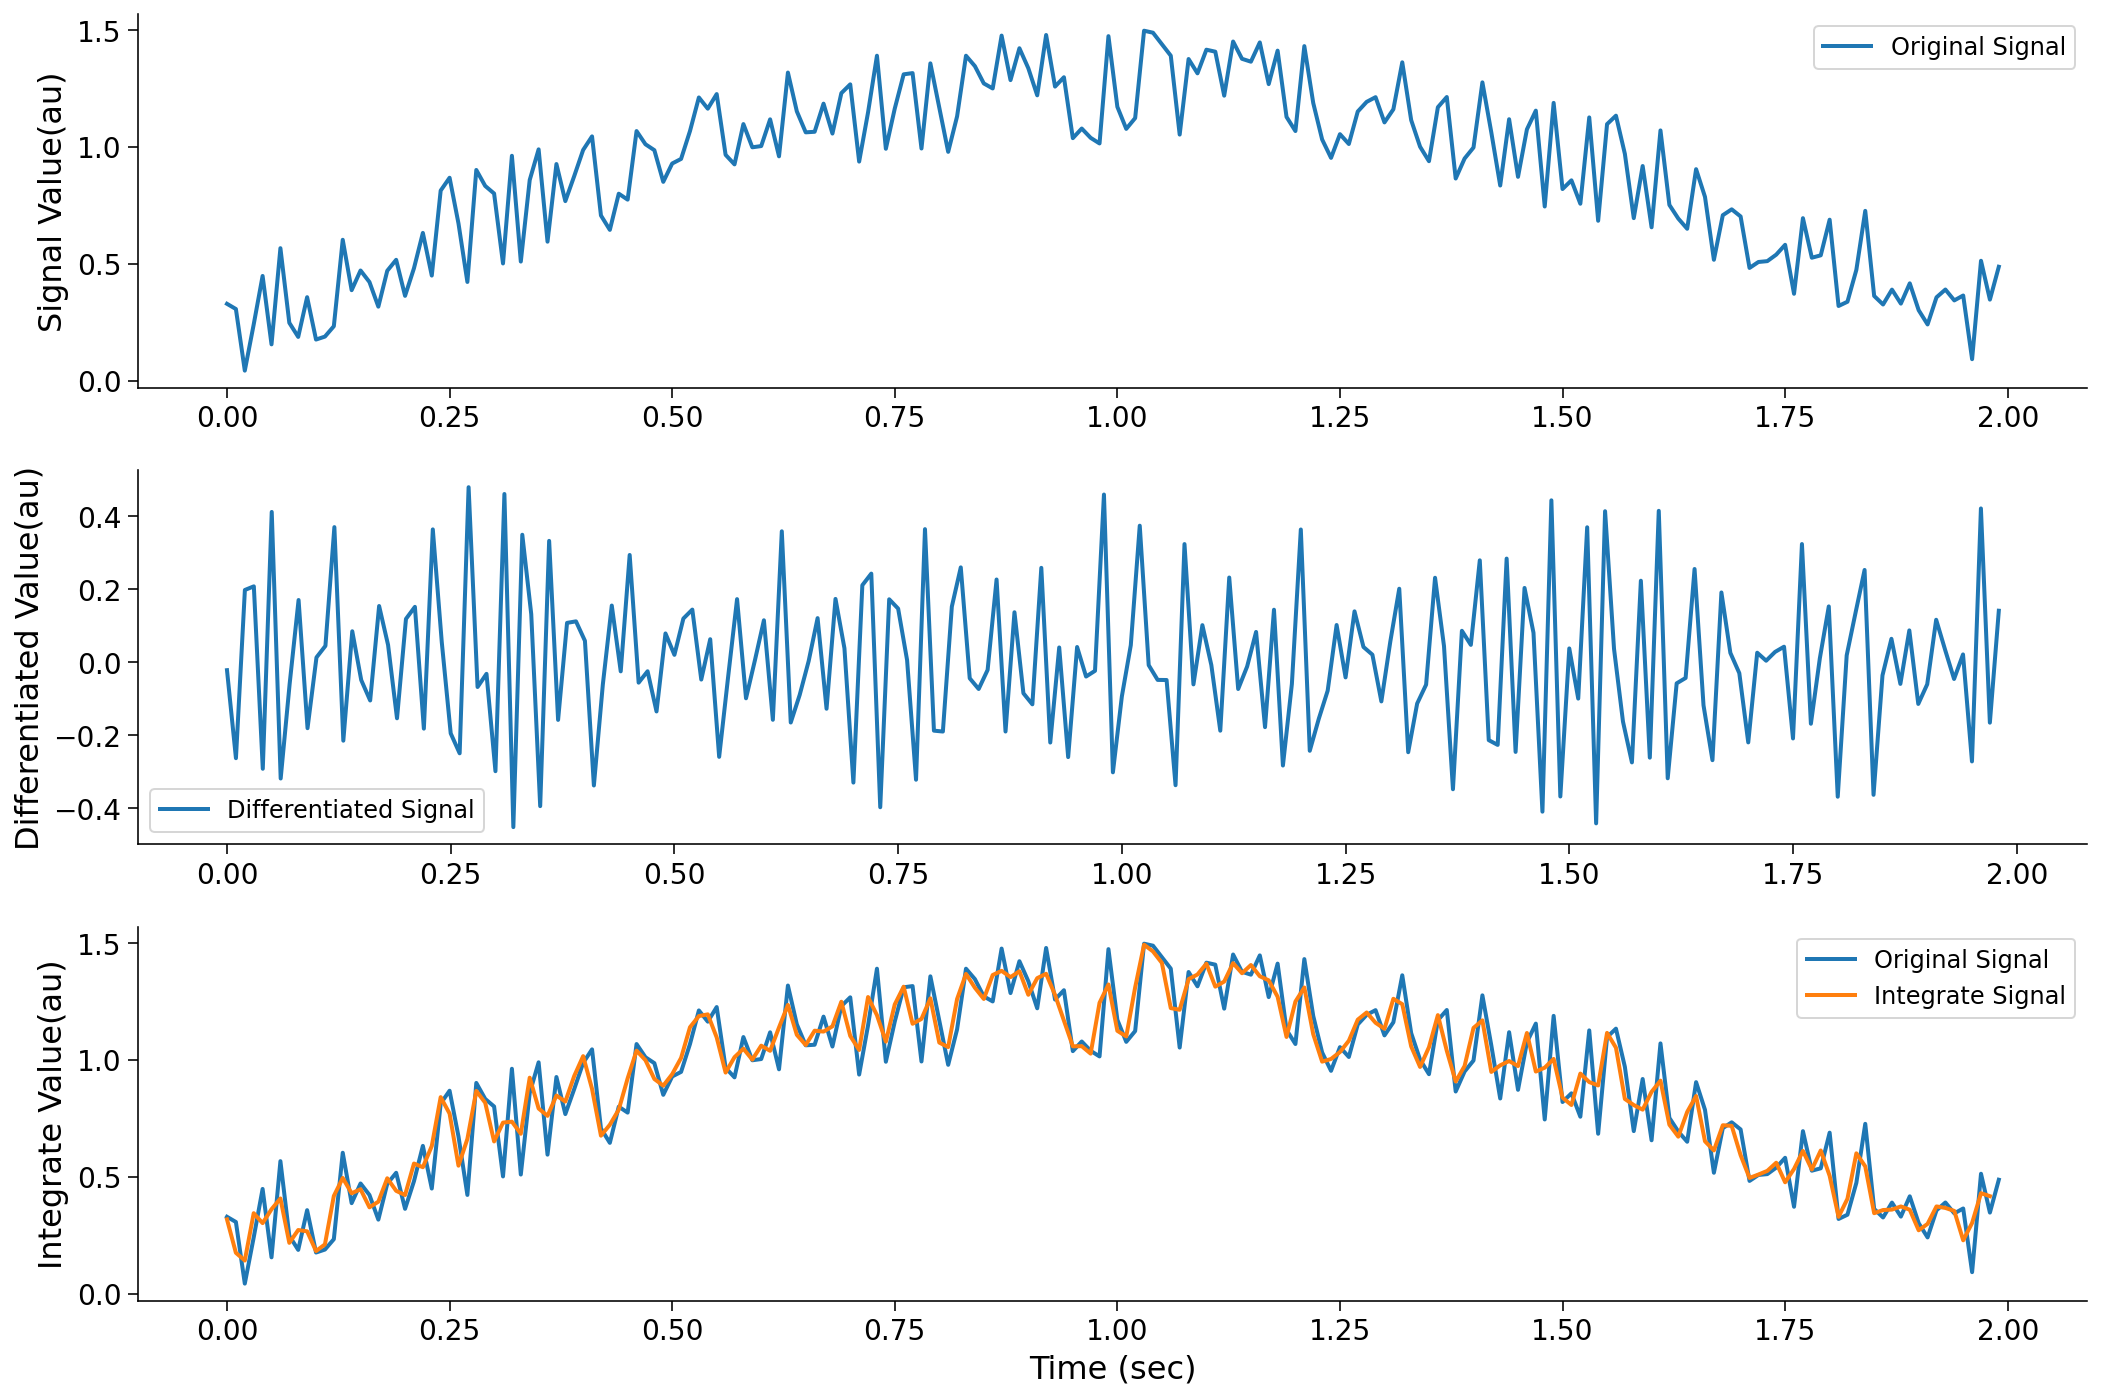 Signal Value(au)
1.5
1.0
0.5
0.0
Original Signal
0.00 0.25 0.50 0.75 1.00 1.25 1.50 1.75 2.00
Differentiated Value(au)
0.4
0.2
0.0
−0.2
−0.4
Differentiated Signal
0.00 0.25 0.50 0.75 1.00 1.25 1.50 1.75 2.00
Integrate Value(au)
1.5
1.0
0.5
0.0
Original Signal
Integrate Signal
0.00 0.25 0.50 0.75 1.00 1.25 1.50 1.75 2.00
Time (sec)